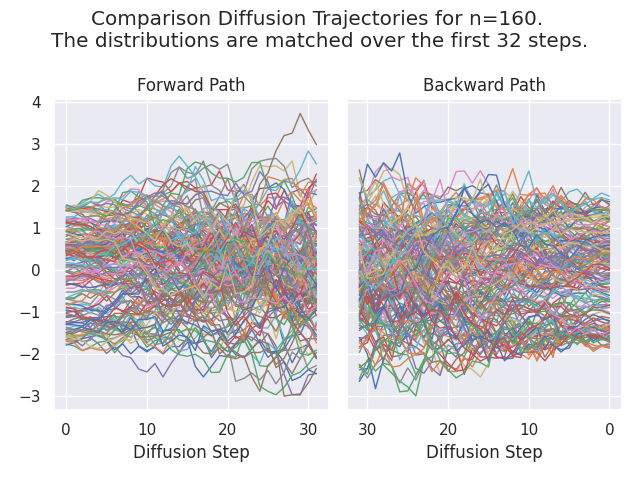 Comparison Diffusion Trajectories for n=160.
The distributions are matched over the first 32 steps.
Forward Path
Backward Path
4
3
2
1
0
−1
−2
−3
0 10 20 30
30 20 10 0
Diffusion Step
Diffusion Step